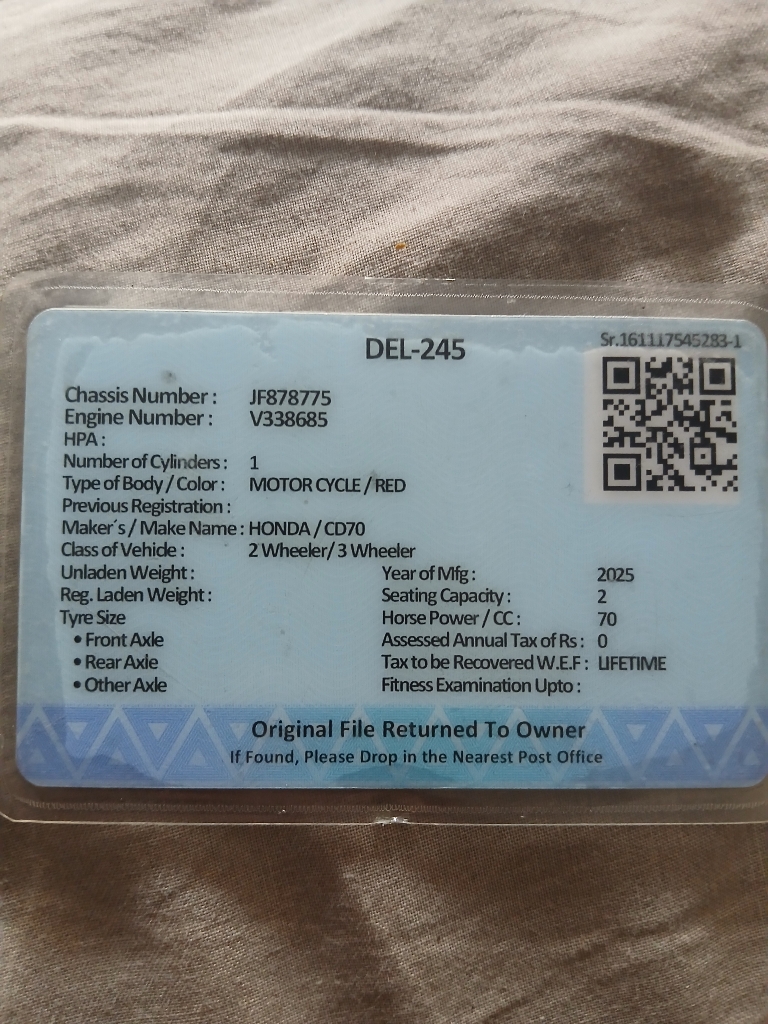 DEL-245
Sr.161117545283-1
Chassis Number : JF878775
Engine Number : V338685
HPA :
Number of Cylinders : 1
Type of Body / Color : MOTOR CYCLE / RED
Previous Registration :
Maker´s / Make Name : HONDA / CD70
Class of Vehicle : 2 Wheeler/ 3 Wheeler
Unladen Weight : Year of Mfg : 2025
Reg. Laden Weight : Seating Capacity : 2
Tyre Size Horse Power / CC : 70
• Front Axle Assessed Annual Tax of Rs : 0
• Rear Axle Tax to be Recovered W.E.F : LIFETIME
• Other Axle Fitness Examination Upto :
Original File Returned To Owner
If Found, Please Drop in the Nearest Post Office